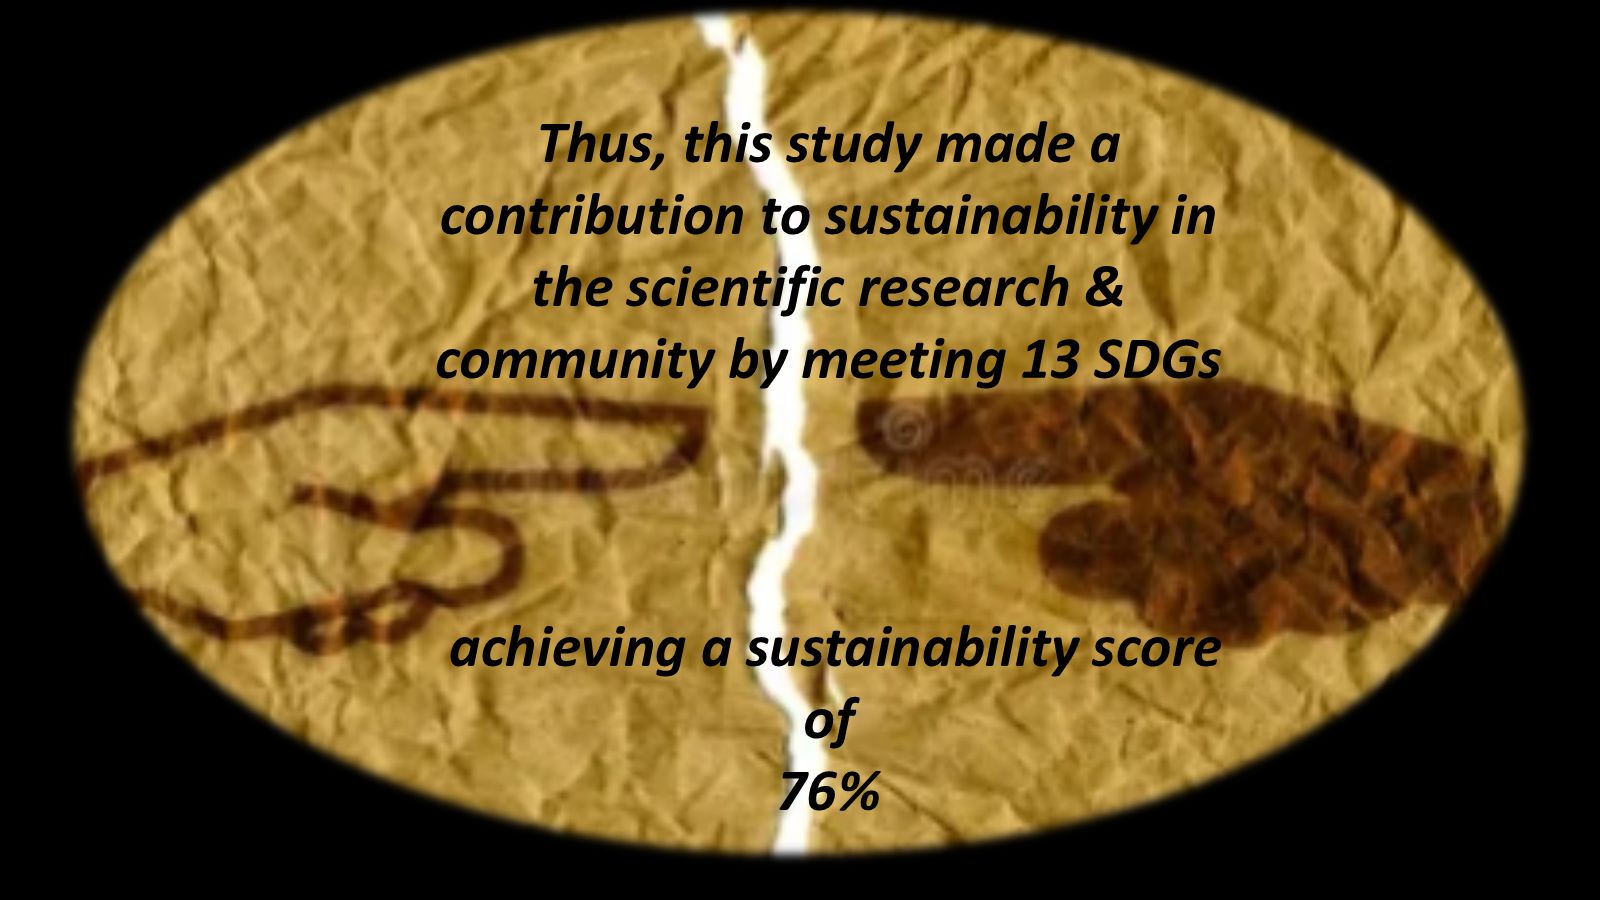 Thus, this study made a
contribution to sustainability in
the scientific research &
community by meeting 13 SDGs
achieving a sustainability score
of
76%